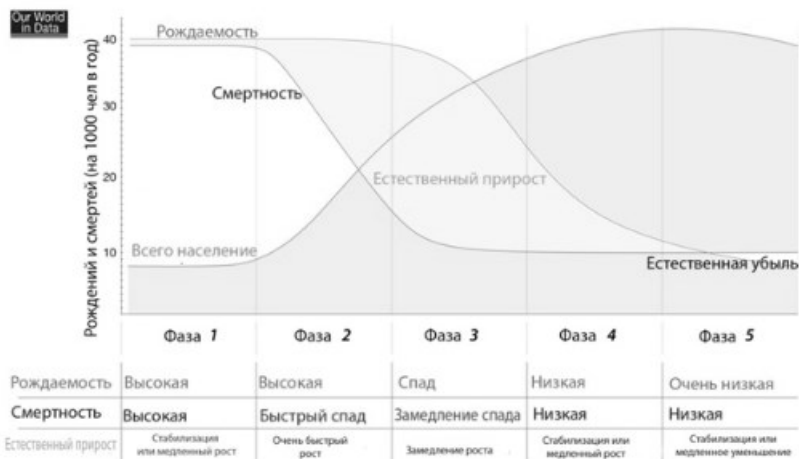 Our World
in Data
Рождений и смертей (на 1000 чел в год)
40
30
20
10
Рождаемость
Смертность
Естественный прирост
Всего население
Естественная убыль
Фаза 1 Фаза 2 Фаза 3 Фаза 4 Фаза 5
Рождаемость Высокая Высокая Спад Низкая Очень низкая
Смертность Высокая Быстрый спад Замедление спада Низкая Низкая
Естественный прирост Стабилизация или медленный рост Очень быстрый рост Замедление роста Стабилизация или медленный рост Стабилизация или медленное уменьшение